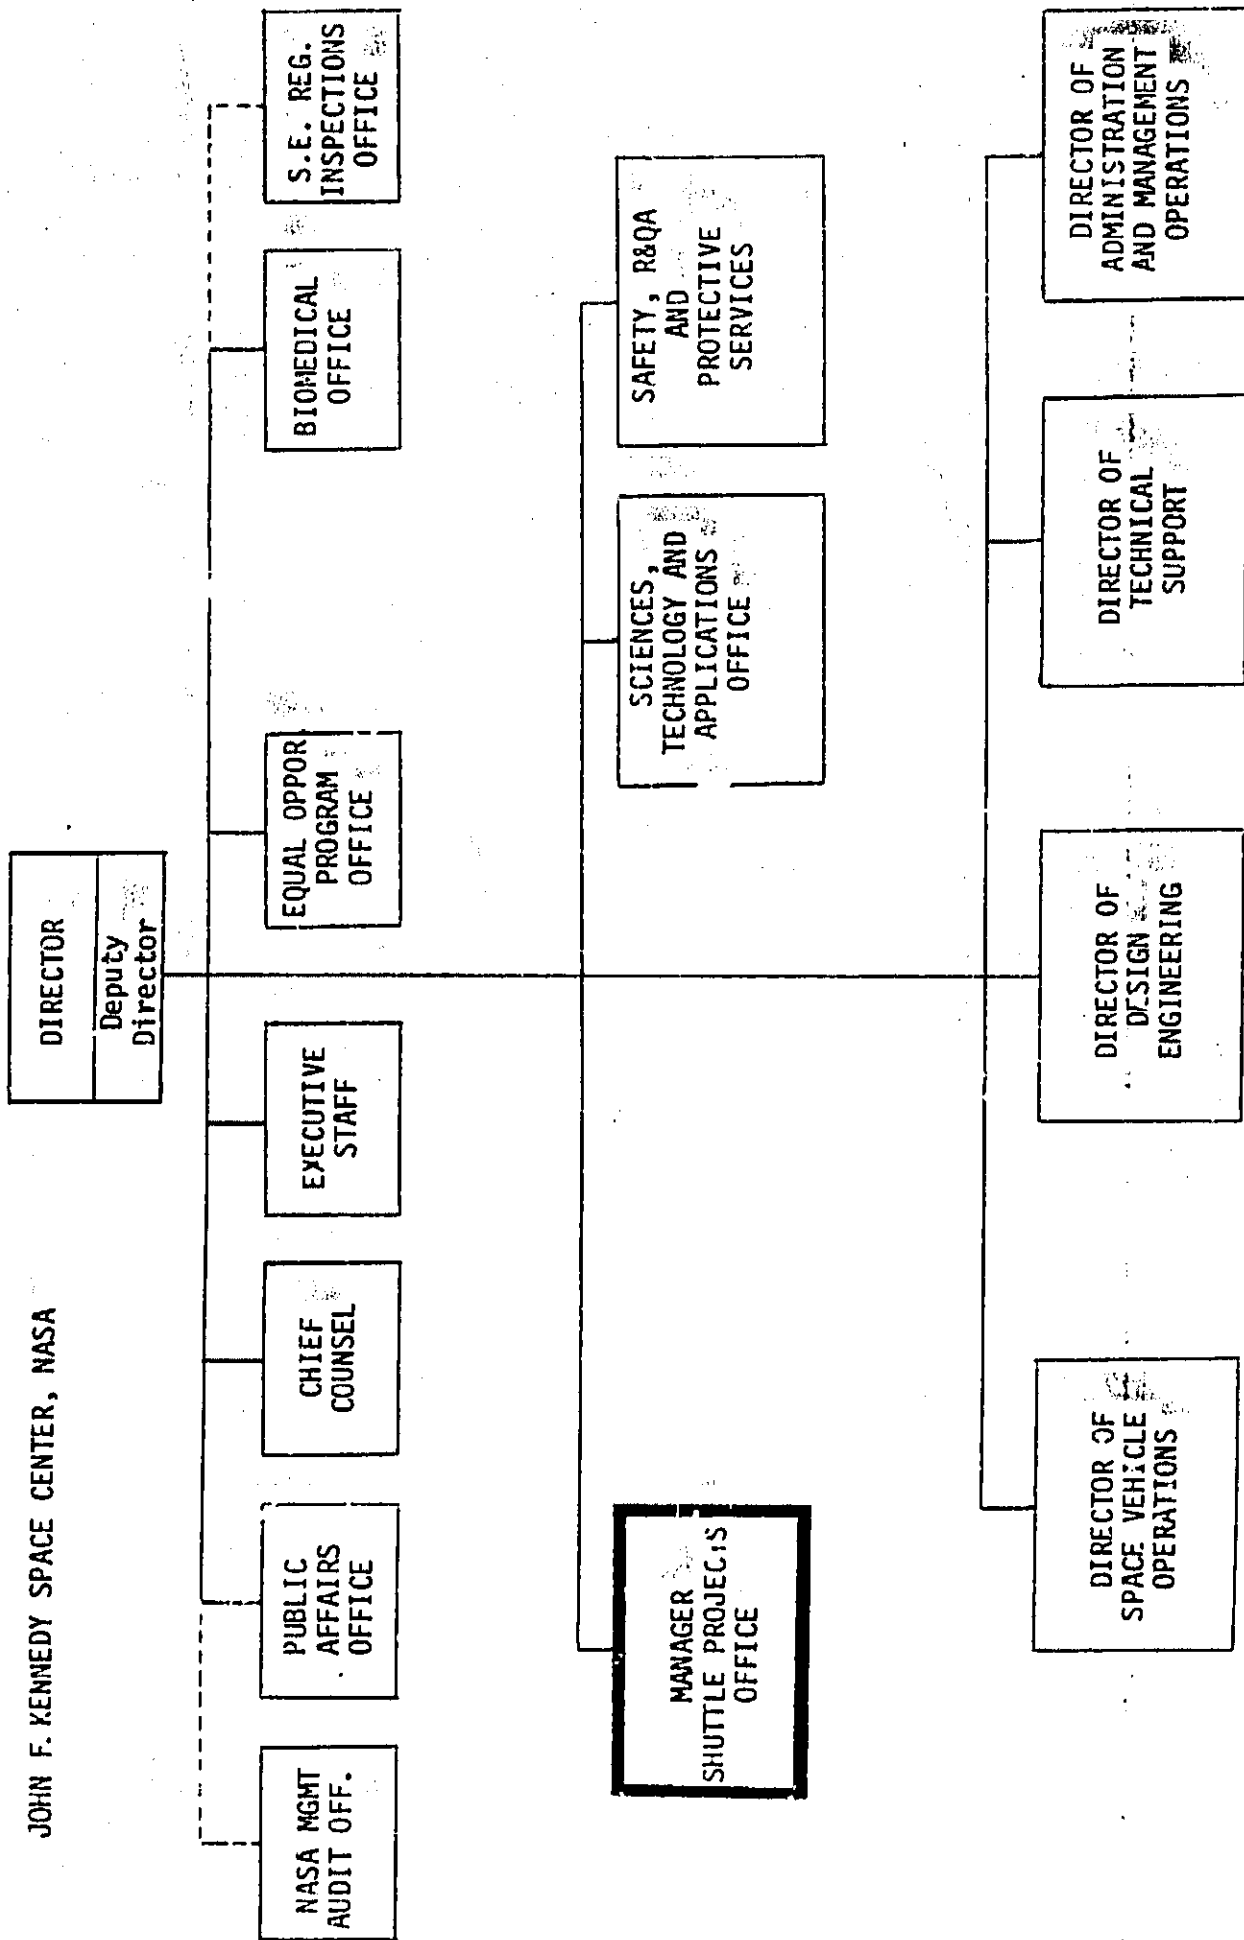 JOHN F. KENNEDY SPACE CENTER, NASA
DIRECTOR
Deputy
Director
NASA MGMT
AUDIT OFF.
PUBLIC
AFFAIRS
OFFICE
CHIEF
COUNSEL
EXECUTIVE
STAFF
EQUAL OPPOR
PROGRAM
OFFICE
BIOMEDICAL
OFFICE
S.E. REG.
INSPECTIONS
OFFICE
MANAGER
SHUTTLE PROJECTS
OFFICE
SCIENCES,
TECHNOLOGY AND
APPLICATIONS
OFFICE
SAFETY, R&QA
AND
PROTECTIVE
SERVICES
DIRECTOR OF
SPACE VEHICLE
OPERATIONS
DIRECTOR OF
DESIGN
ENGINEERING
DIRECTOR OF
TECHNICAL
SUPPORT
DIRECTOR OF
ADMINISTRATION
AND MANAGEMENT
OPERATIONS